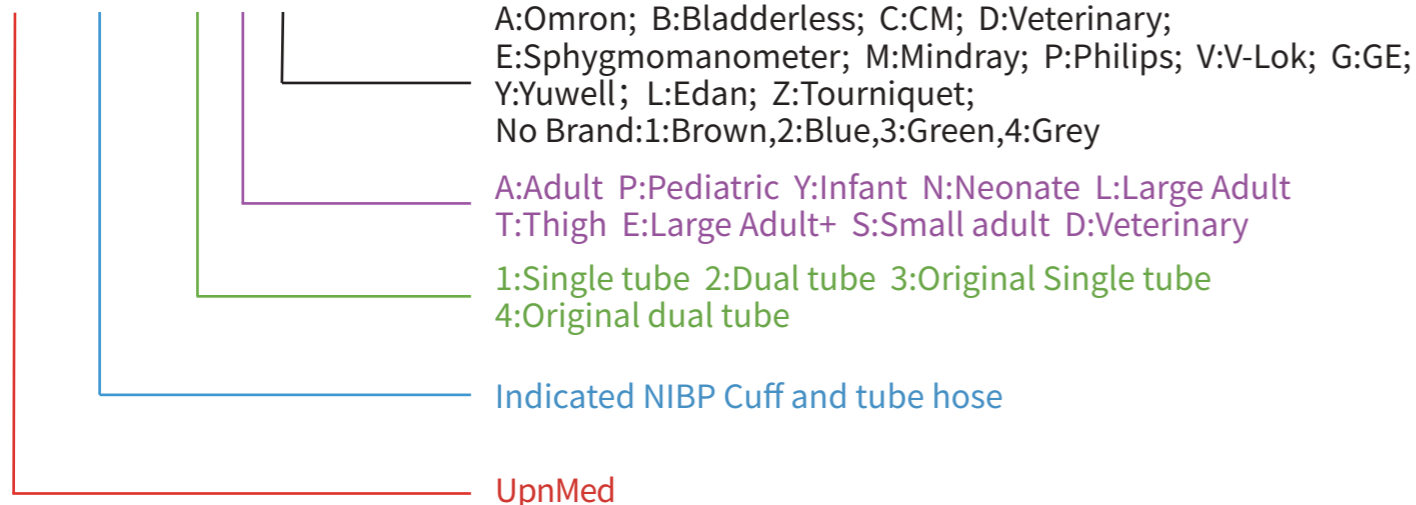 A:Omron; B:Bladderless; C:CM; D:Veterinary;
E:Sphygmomanometer; M:Mindray; P:Philips; V:V-Lok; G:GE;
Y:Yuwell； L:Edan; Z:Tourniquet;
No Brand:1:Brown,2:Blue,3:Green,4:Grey
A:Adult P:Pediatric Y:Infant N:Neonate L:Large Adult
T:Thigh E:Large Adult+ S:Small adult D:Veterinary
1:Single tube 2:Dual tube 3:Original Single tube
4:Original dual tube
Indicated NIBP Cuff and tube hose
UpnMed